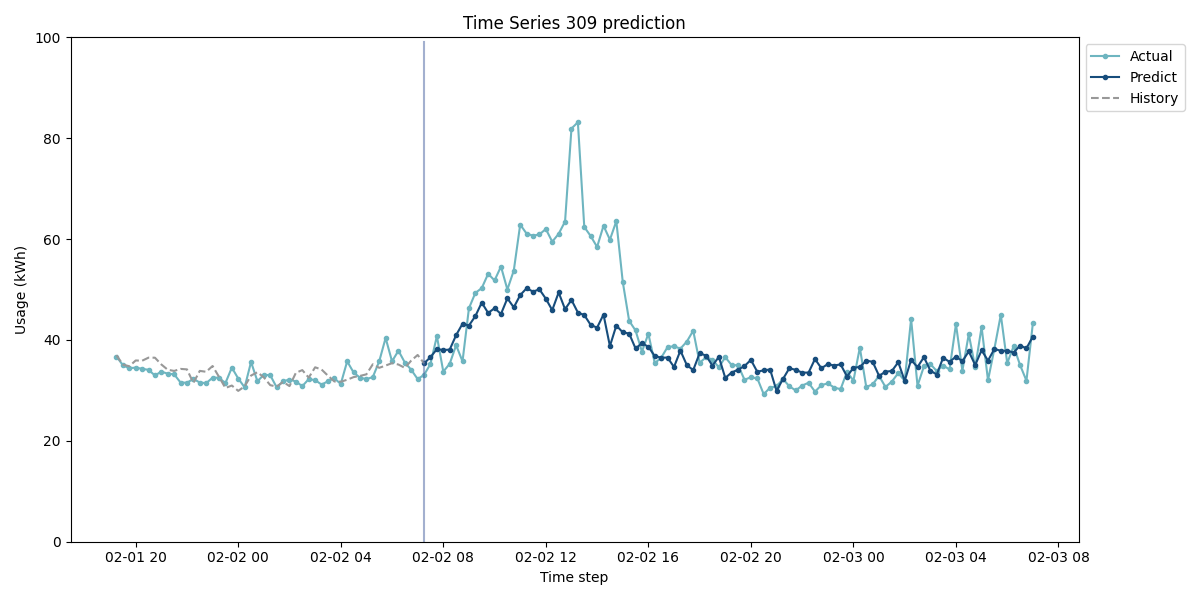 Time Series 309 prediction
100
80
60
40
20
0
Usage (kWh)
02-01 20
02-02 00
02-02 04
02-02 08
02-02 12
02-02 16
02-02 20
02-03 00
02-03 04
02-03 08
Time step
Actual
Predict
History